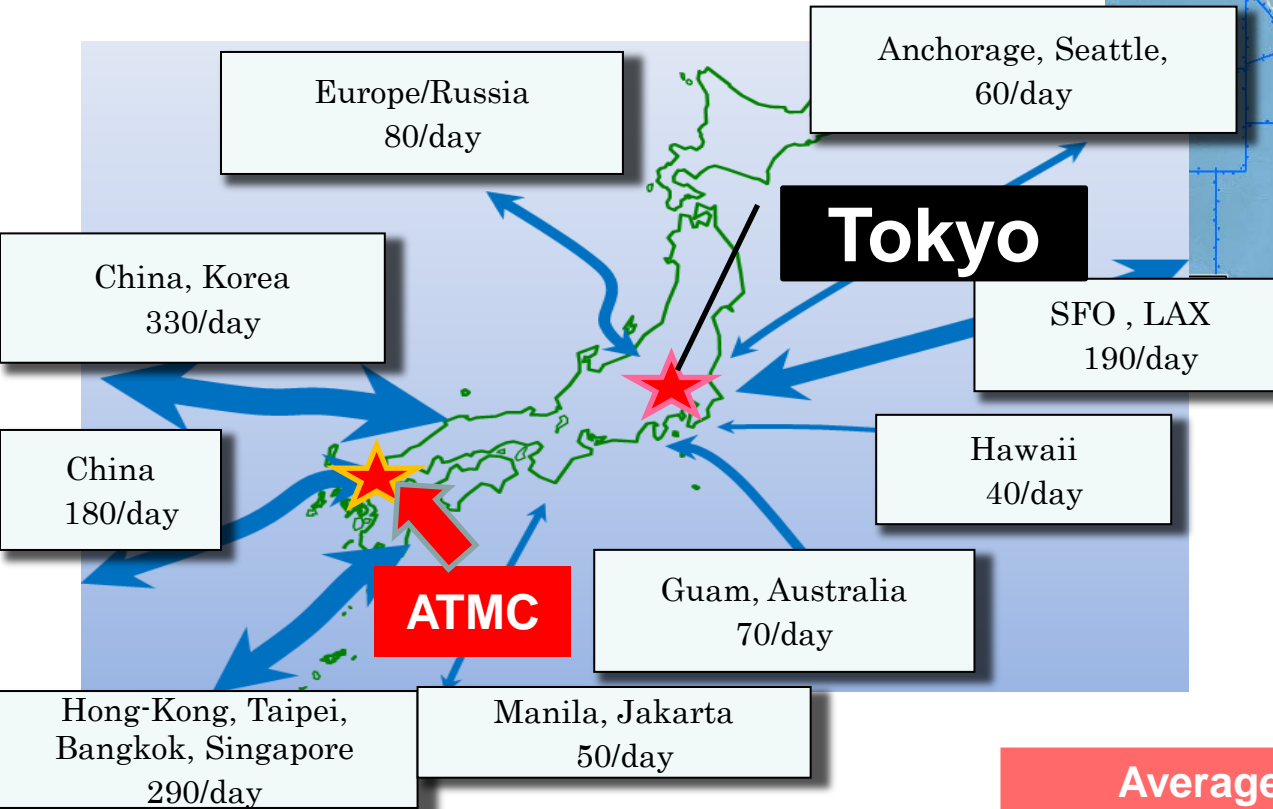 Anchorage, Seattle,
60/day
Europe/Russia
80/day
Tokyo
China, Korea
330/day
SFO , LAX
190/day
China
180/day
Hawaii
40/day
ATMC
Guam, Australia
70/day
Hong-Kong, Taipei,
Bangkok, Singapore
290/day
Manila, Jakarta
50/day
Average